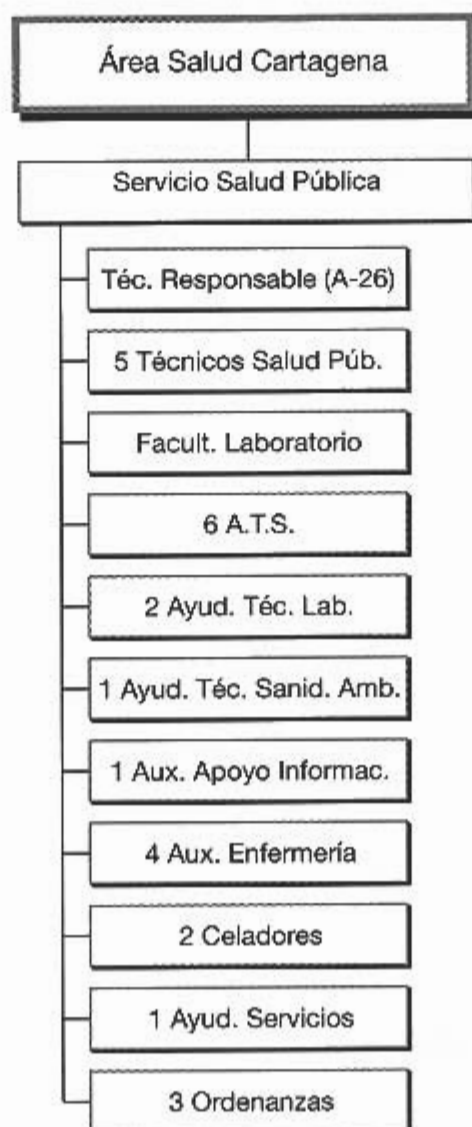 Área Salud Cartagena
Servicio Salud Pública
Téc. Responsable (A-26)
5 Técnicos Salud Púb.
Facult. Laboratorio
6 A.T.S.
2 Ayud. Téc. Lab.
1 Ayud. Téc. Sanid. Amb.
1 Aux. Apoyo Informac.
4 Aux. Enfermería
2 Celadores
1 Ayud. Servicios
3 Ordenanzas